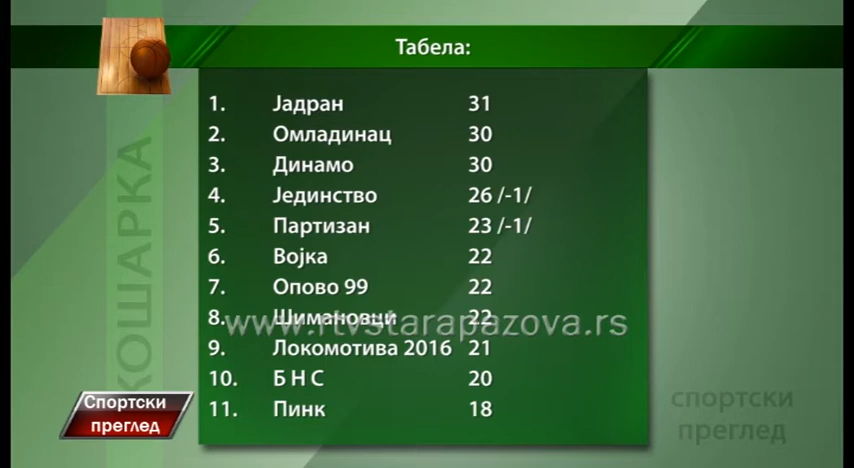 Табела:
1. Јадран 31
2. Омладинац 30
3. Динамо 30
4. Јединство 26 /-1/
5. Партизан 23 /-1/
6. Војка 22
7. Опово 99 22
8. Шимановци 22
www.rtvstarapazova.rs
9. Локомотива 2016 21
10. Б Н С 20
11. Пинк 18
КОШАРКА
Спортски
преглед
спортски
преглед